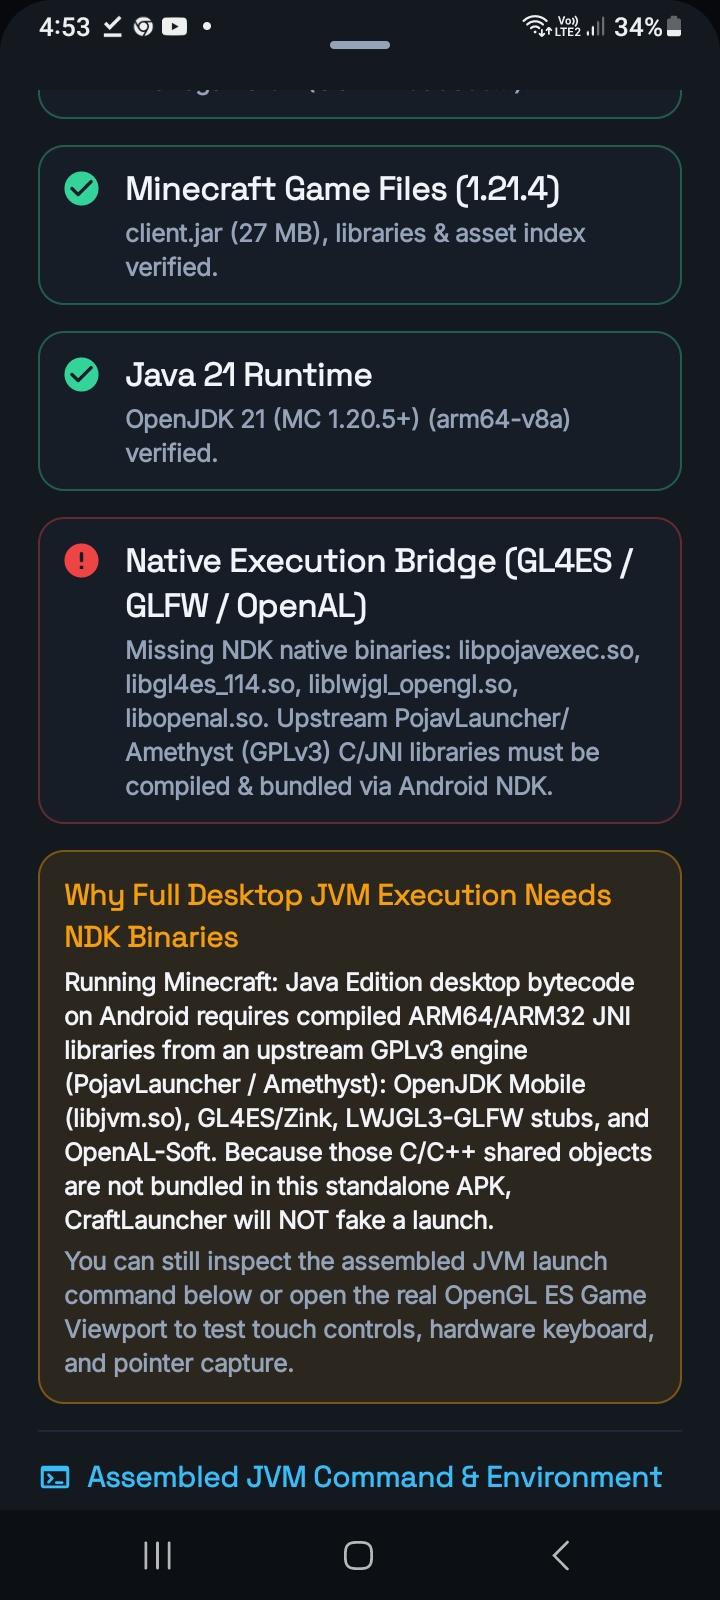 4:53
Vo))
LTE2
34%
Minecraft Game Files (1.21.4)
client.jar (27 MB), libraries & asset index
verified.
Java 21 Runtime
OpenJDK 21 (MC 1.20.5+) (arm64-v8a)
verified.
Native Execution Bridge (GL4ES /
GLFW / OpenAL)
Missing NDK native binaries: libpojavexec.so,
libgl4es_114.so, liblwjgl_opengl.so,
libopenal.so. Upstream PojavLauncher/
Amethyst (GPLv3) C/JNI libraries must be
compiled & bundled via Android NDK.
Why Full Desktop JVM Execution Needs
NDK Binaries
Running Minecraft: Java Edition desktop bytecode
on Android requires compiled ARM64/ARM32 JNI
libraries from an upstream GPLv3 engine
(PojavLauncher / Amethyst): OpenJDK Mobile
(libjvm.so), GL4ES/Zink, LWJGL3-GLFW stubs, and
OpenAL-Soft. Because those C/C++ shared objects
are not bundled in this standalone APK,
CraftLauncher will NOT fake a launch.
You can still inspect the assembled JVM launch
command below or open the real OpenGL ES Game
Viewport to test touch controls, hardware keyboard,
and pointer capture.
Assembled JVM Command & Environment